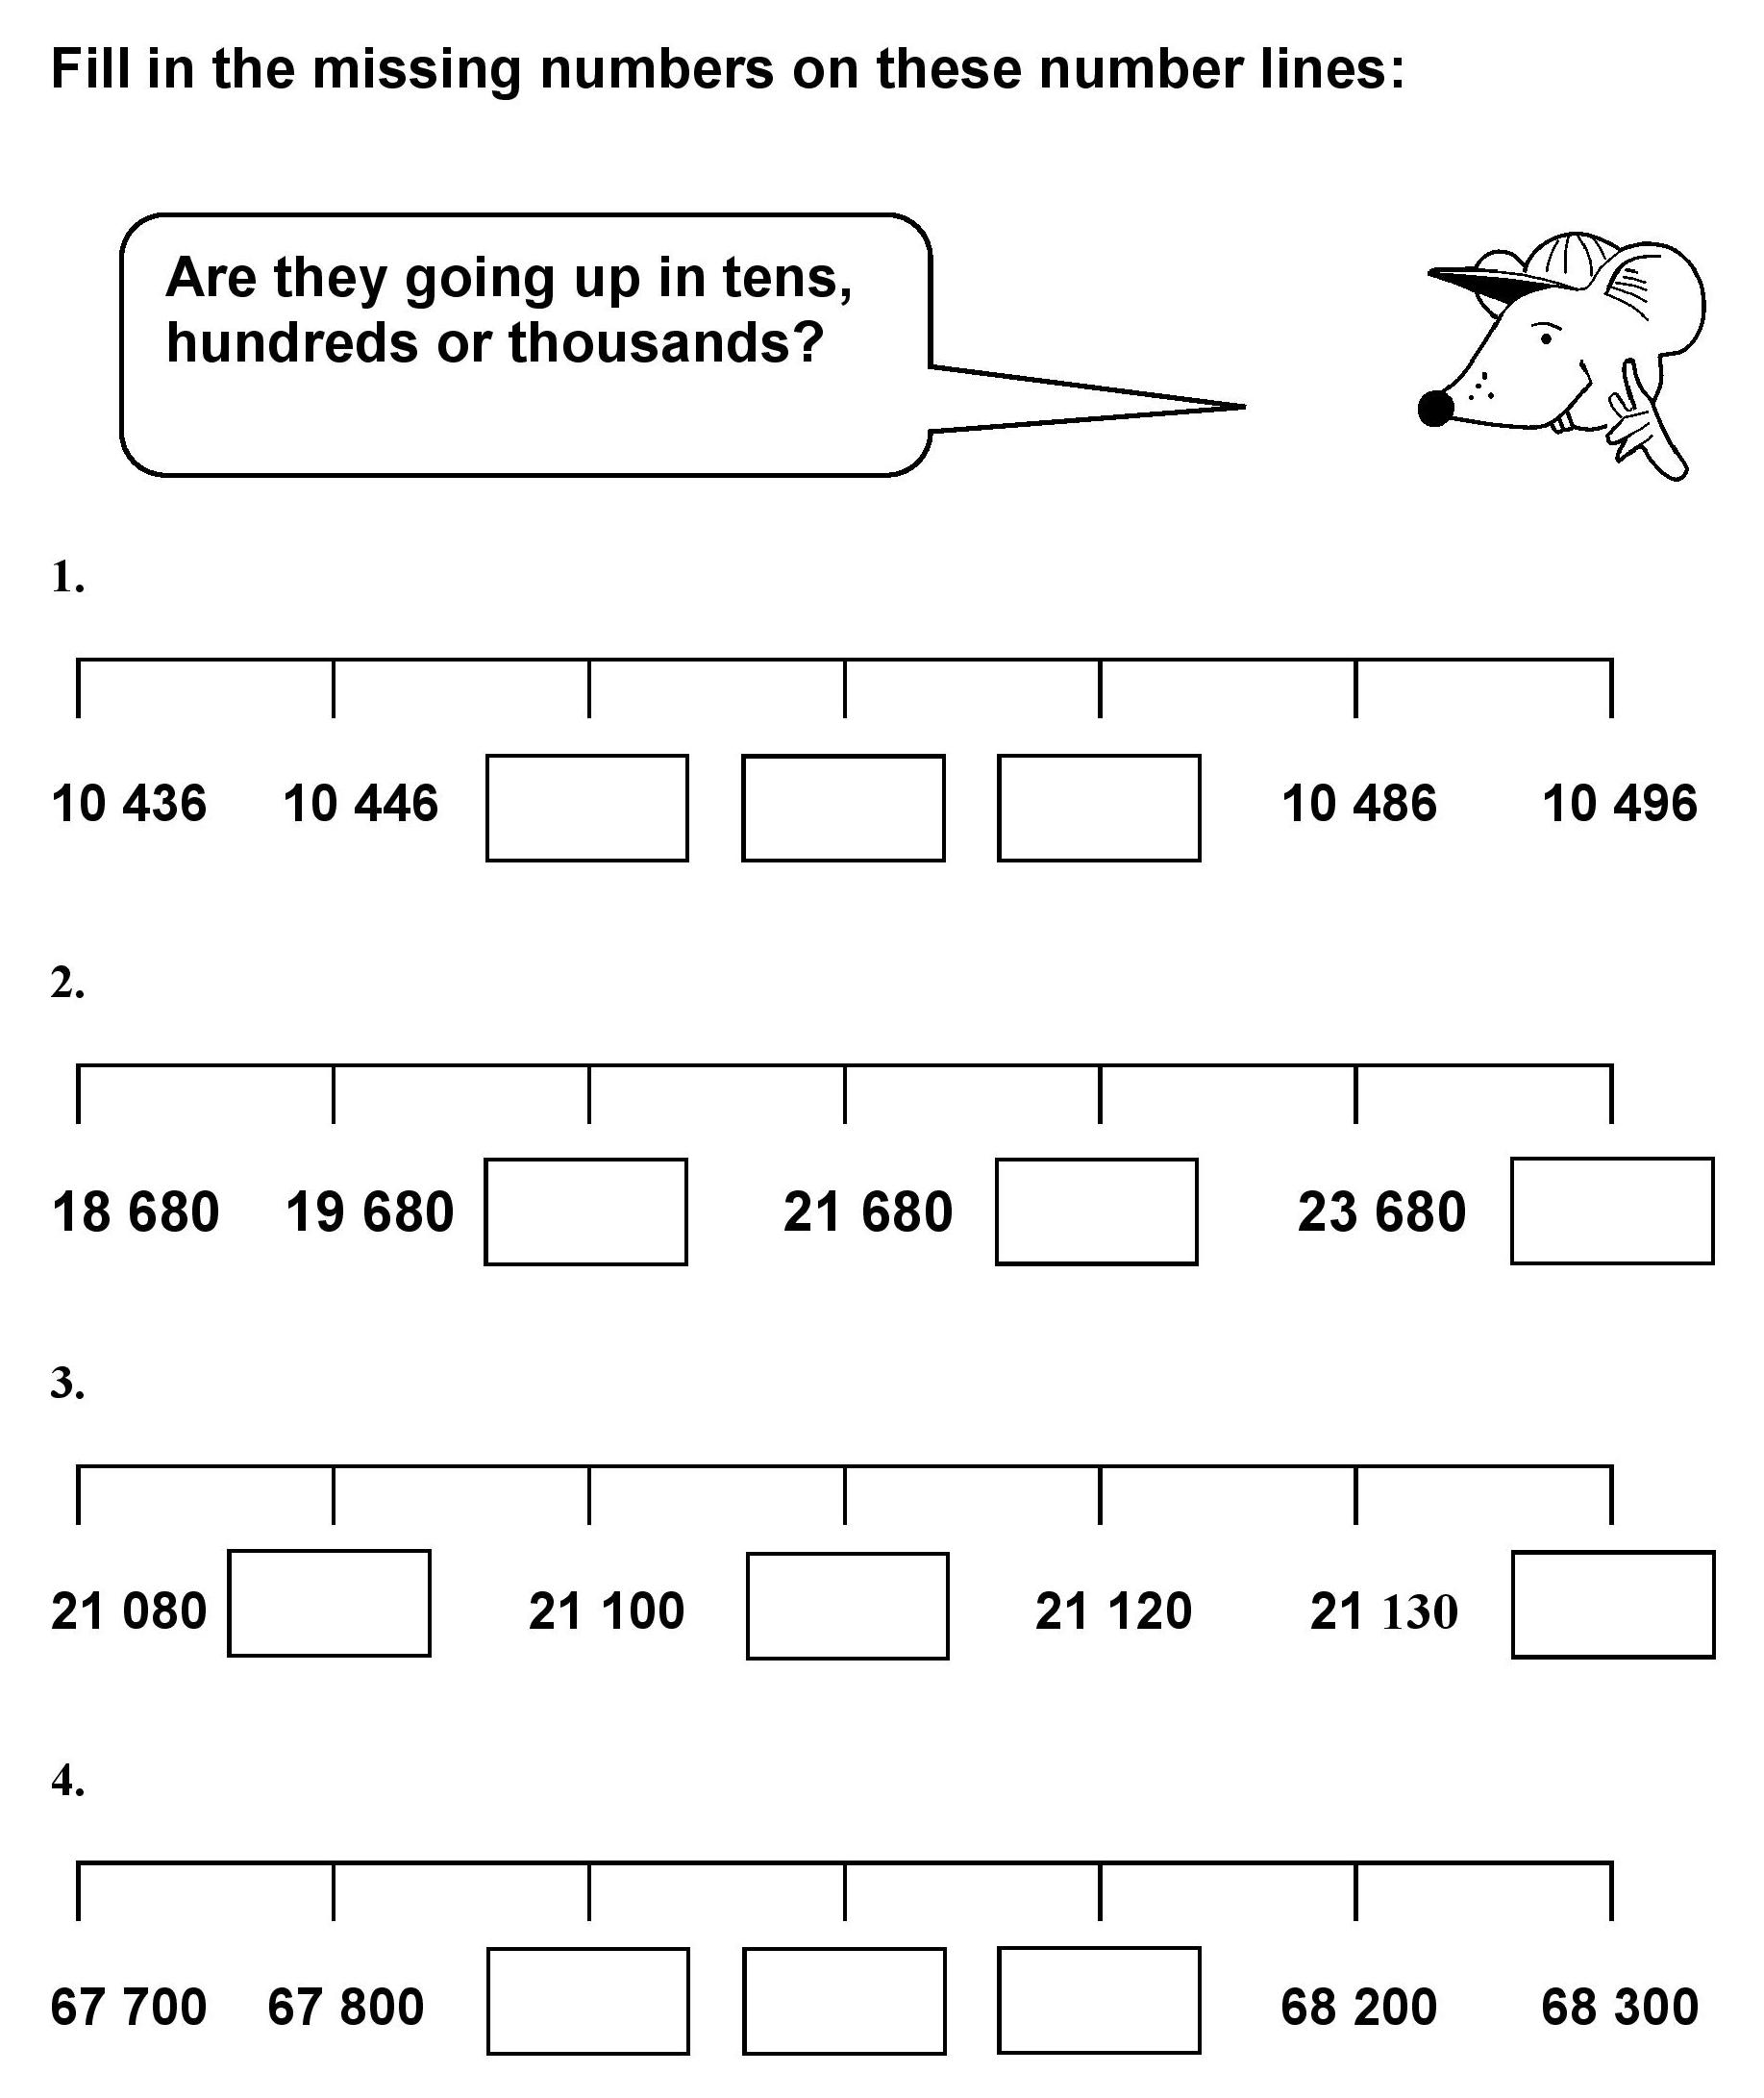 Fill in the missing numbers on these number lines:
Are they going up in tens,
hundreds or thousands?
1.
10 436 10 446 10 486 10 496
2.
18 680 19 680 21 680 23 680
3.
21 080 21 100 21 120 21 130
4.
67 700 67 800 68 200 68 300